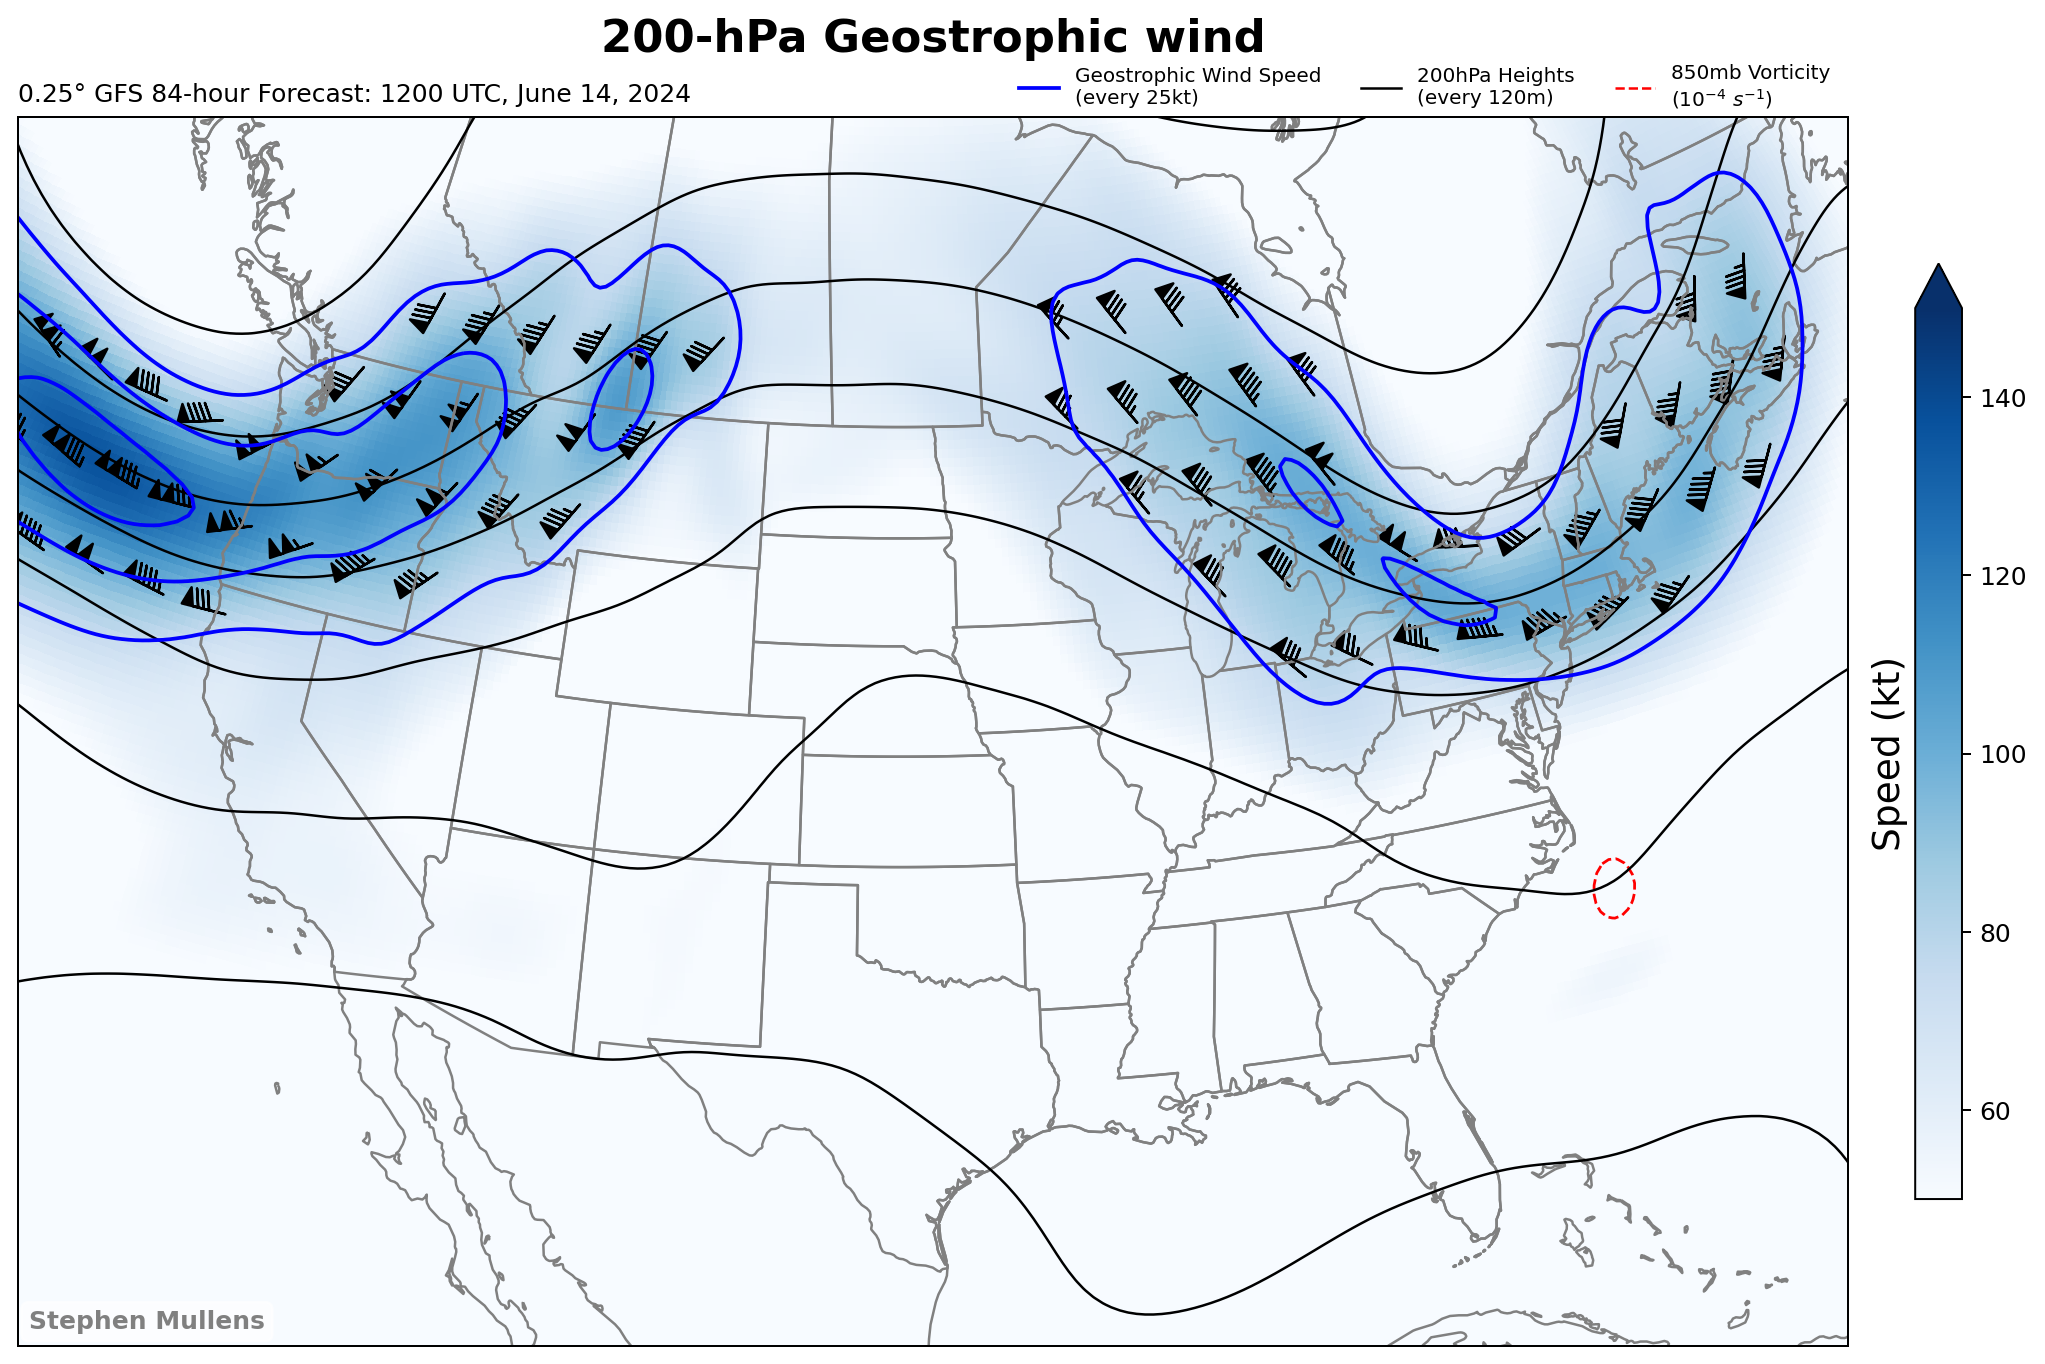 200-hPa Geostrophic wind
0.25° GFS 84-hour Forecast: 1200 UTC, June 14, 2024
Geostrophic Wind Speed
(every 25kt)
200hPa Heights
(every 120m)
850mb Vorticity
(10⁻⁴ s⁻¹)
140
120
100
80
60
Speed (kt)
Stephen Mullens